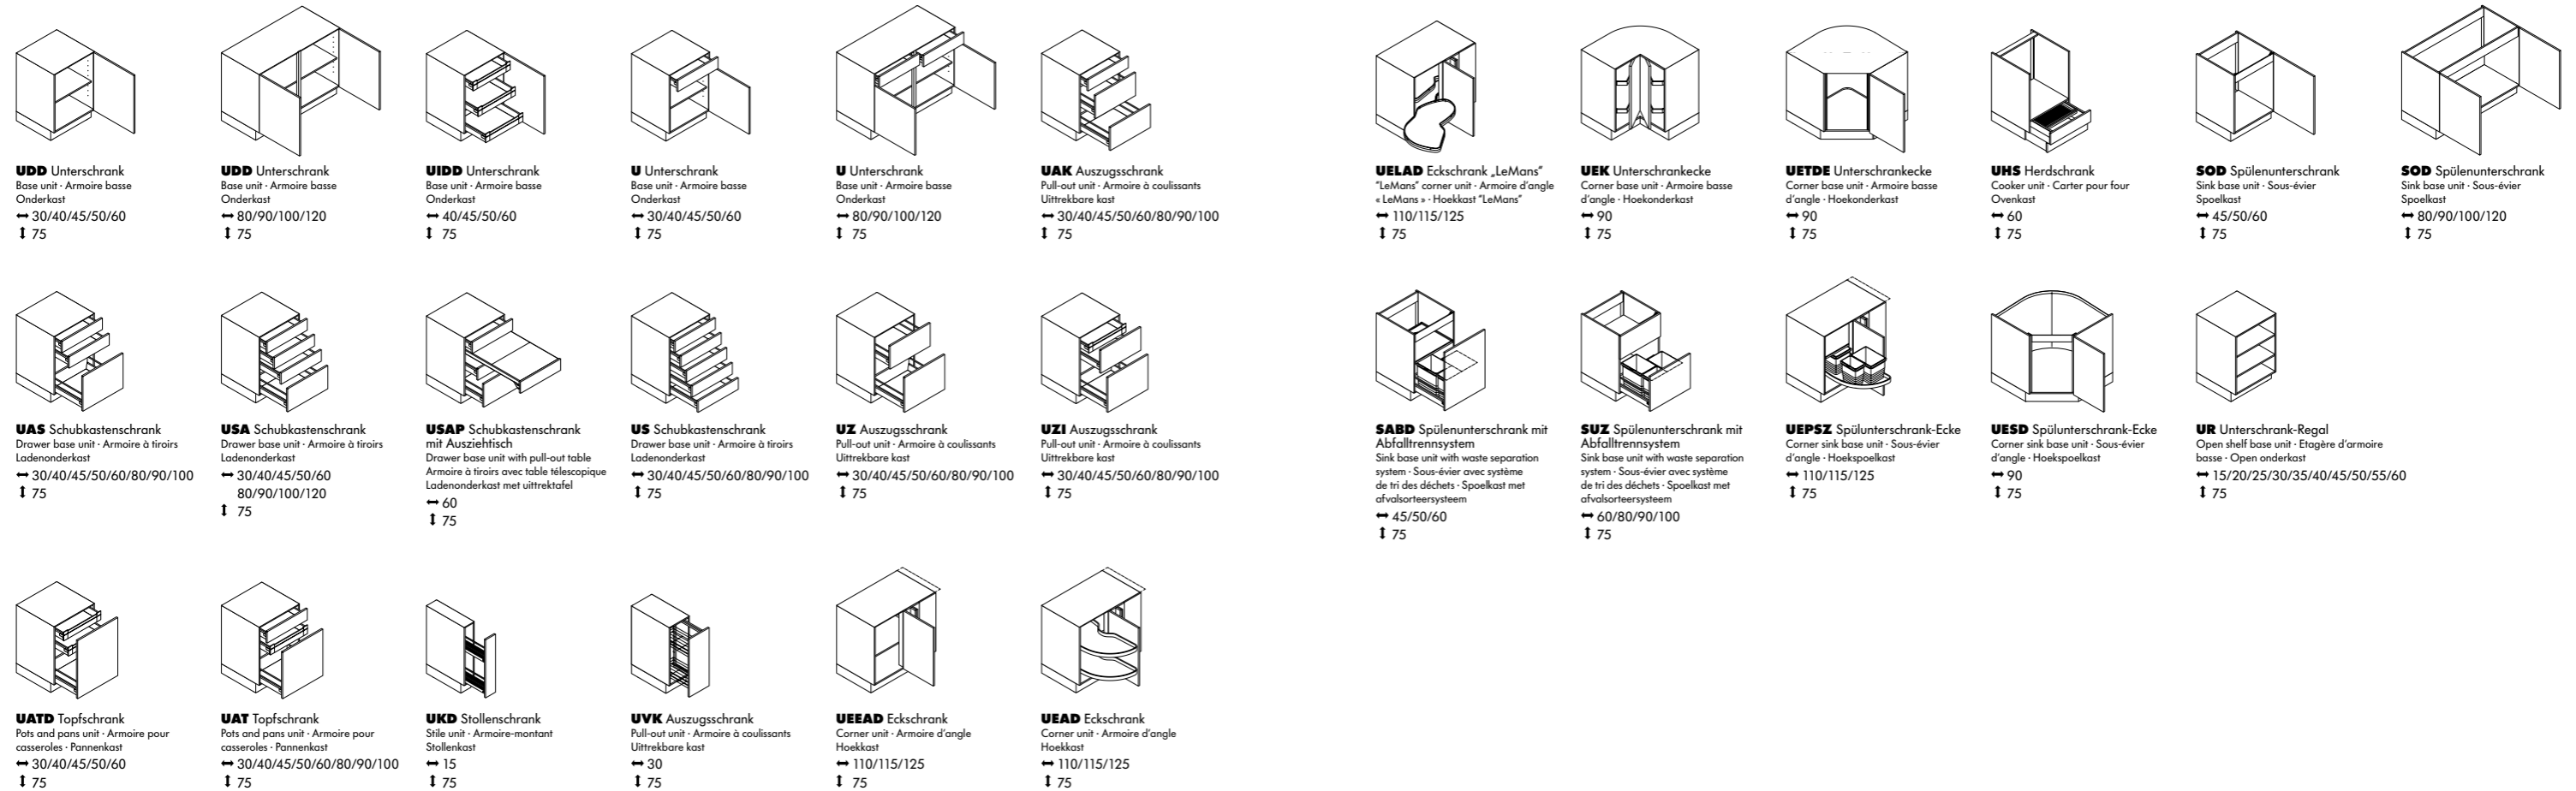 UDD Unterschrank
Base unit · Armoire basse
Onderkast
↔ 30/40/45/50/60
↕ 75
UDD Unterschrank
Base unit · Armoire basse
Onderkast
↔ 80/90/100/120
↕ 75
UIDD Unterschrank
Base unit · Armoire basse
Onderkast
↔ 40/45/50/60
↕ 75
U Unterschrank
Base unit · Armoire basse
Onderkast
↔ 30/40/45/50/60
↕ 75
U Unterschrank
Base unit · Armoire basse
Onderkast
↔ 80/90/100/120
↕ 75
UAK Auszugsschrank
Pull-out unit · Armoire à coulissants
Uittrekbare kast
↔ 30/40/45/50/60/80/90/100
↕ 75
UELAD Eckschrank „LeMans“
“LeMans” corner unit · Armoire d’angle
« LeMans » · Hoekkast “LeMans”
↔ 110/115/125
↕ 75
UEK Unterschrankecke
Corner base unit · Armoire basse
d’angle · Hoekonderkast
↔ 90
↕ 75
UETDE Unterschrankecke
Corner base unit · Armoire basse
d’angle · Hoekonderkast
↔ 90
↕ 75
UHS Herdschrank
Cooker unit · Carter pour four
Ovenkast
↔ 60
↕ 75
SOD Spülenunterschrank
Sink base unit · Sous-évier
Spoelkast
↔ 45/50/60
↕ 75
SOD Spülenunterschrank
Sink base unit · Sous-évier
Spoelkast
↔ 80/90/100/120
↕ 75
UAS Schubkastenschrank
Drawer base unit · Armoire à tiroirs
Ladenonderkast
↔ 30/40/45/50/60/80/90/100
↕ 75
USA Schubkastenschrank
Drawer base unit · Armoire à tiroirs
Ladenonderkast
↔ 30/40/45/50/60
80/90/100/120
↕ 75
USAP Schubkastenschrank
mit Ausziehtisch
Drawer base unit with pull-out table
Armoire à tiroirs avec table télescopique
Ladenonderkast met uittrektafel
↔ 60
↕ 75
US Schubkastenschrank
Drawer base unit · Armoire à tiroirs
Ladenonderkast
↔ 30/40/45/50/60/80/90/100
↕ 75
UZ Auszugsschrank
Pull-out unit · Armoire à coulissants
Uittrekbare kast
↔ 30/40/45/50/60/80/90/100
↕ 75
UZI Auszugsschrank
Pull-out unit · Armoire à coulissants
Uittrekbare kast
↔ 30/40/45/50/60/80/90/100
↕ 75
SABD Spülenunterschrank mit
Abfalltrennsystem
Sink base unit with waste separation
system · Sous-évier avec système
de tri des déchets · Spoelkast met
afvalsorteersysteem
↔ 45/50/60
↕ 75
SUZ Spülenunterschrank mit
Abfalltrennsystem
Sink base unit with waste separation
system · Sous-évier avec système
de tri des déchets · Spoelkast met
afvalsorteersysteem
↔ 60/80/90/100
↕ 75
UEPSZ Spülunterschrank-Ecke
Corner sink base unit · Sous-évier
d’angle · Hoekspoelkast
↔ 110/115/125
↕ 75
UESD Spülunterschrank-Ecke
Corner sink base unit · Sous-évier
d’angle · Hoekspoelkast
↔ 90
↕ 75
UR Unterschrank-Regal
Open shelf base unit · Etagère d’armoire
basse · Open onderkast
↔ 15/20/25/30/35/40/45/50/55/60
↕ 75
UATD Topfschrank
Pots and pans unit · Armoire pour
casseroles · Pannenkast
↔ 30/40/45/50/60
↕ 75
UAT Topfschrank
Pots and pans unit · Armoire pour
casseroles · Pannenkast
↔ 30/40/45/50/60/80/90/100
↕ 75
UKD Stollenschrank
Stile unit · Armoire-montant
Stollenkast
↔ 15
↕ 75
UVK Auszugsschrank
Pull-out unit · Armoire à coulissants
Uittrekbare kast
↔ 30
↕ 75
UEEAD Eckschrank
Corner unit · Armoire d’angle
Hoekkast
↔ 110/115/125
↕ 75
UEAD Eckschrank
Corner unit · Armoire d’angle
Hoekkast
↔ 110/115/125
↕ 75